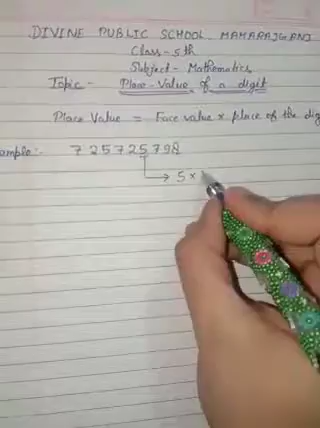 DIVINE PUBLIC SCHOOL, MAHARAJGANJ
Class-5th
Subject- Mathematics
Topic- Place-Value of a digit
Place Value = Face value × place of the dig
ample:- 7 2 5 7 2 5 7 9 8
→ 5 ×